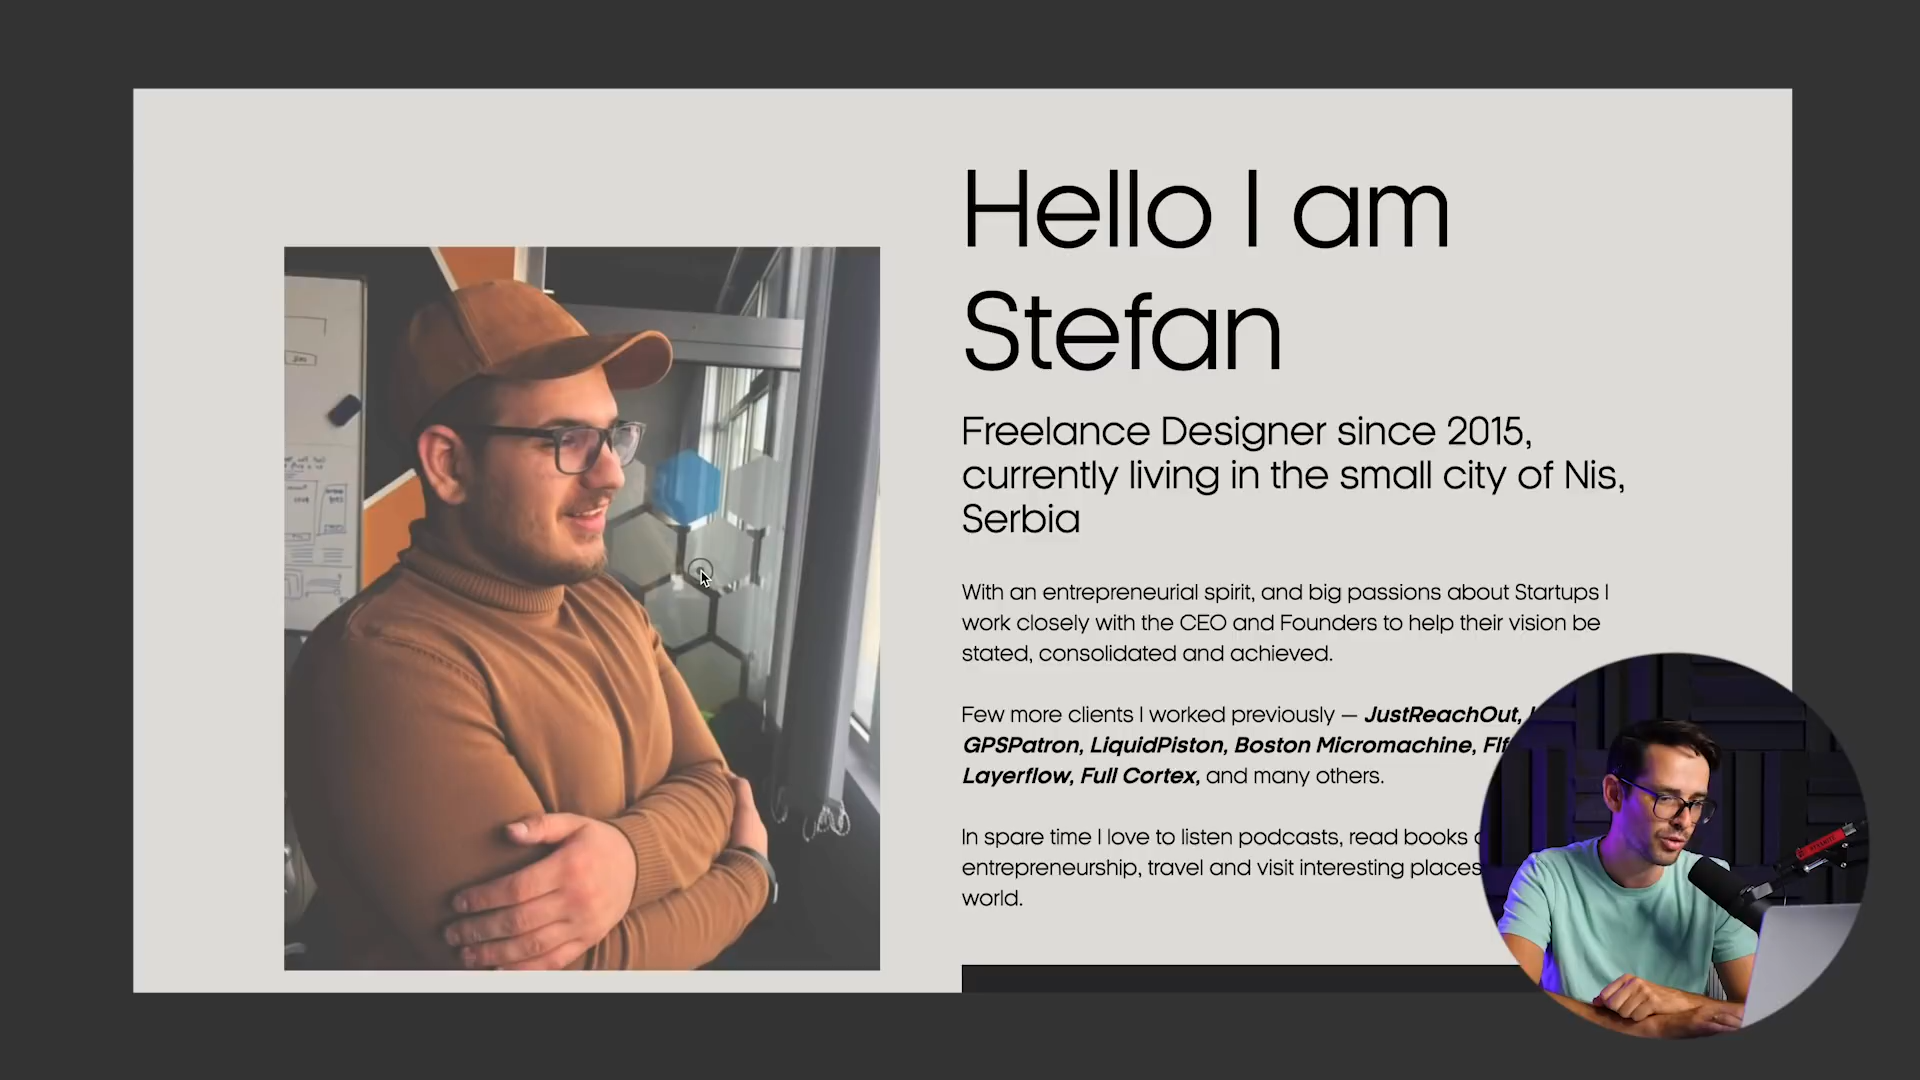 Hello I am
Stefan
Freelance Designer since 2015,
currently living in the small city of Nis,
Serbia
With an entrepreneurial spirit, and big passions about Startups I
work closely with the CEO and Founders to help their vision be
stated, consolidated and achieved.
Few more clients I worked previously — JustReachOut,
GPSPatron, LiquidPiston, Boston Micromachine,
Layerflow, Full Cortex, and many others.
In spare time I love to listen podcasts, read books
entrepreneurship, travel and visit interesting places
world.